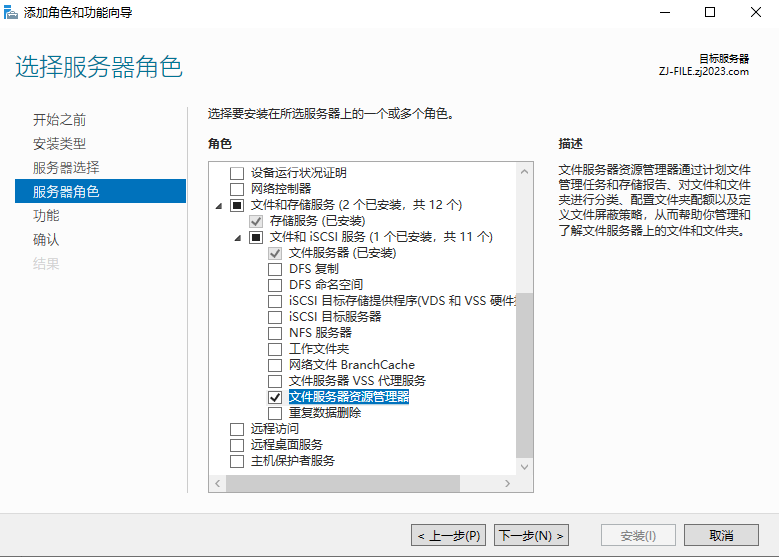 添加角色和功能向导
选择服务器角色
目标服务器
ZJ-FILE.zj2023.com
开始之前
安装类型
服务器选择
服务器角色
功能
确认
结果
选择要安装在所选服务器上的一个或多个角色。
角色
设备运行状况证明
网络控制器
文件和存储服务 (2 个已安装，共 12 个)
存储服务 (已安装)
文件和 iSCSI 服务 (1 个已安装，共 11 个)
文件服务器 (已安装)
DFS 复制
DFS 命名空间
iSCSI 目标存储提供程序(VDS 和 VSS 硬件
iSCSI 目标服务器
NFS 服务器
工作文件夹
网络文件 BranchCache
文件服务器 VSS 代理服务
文件服务器资源管理器
重复数据删除
远程访问
远程桌面服务
主机保护者服务
描述
文件服务器资源管理器通过计划文件
管理任务和存储报告、对文件和文件
夹进行分类、配置文件夹配额以及定
义文件屏蔽策略，从而帮助你管理和
了解文件服务器上的文件和文件夹。
< 上一步(P)
下一步(N) >
安装(I)
取消